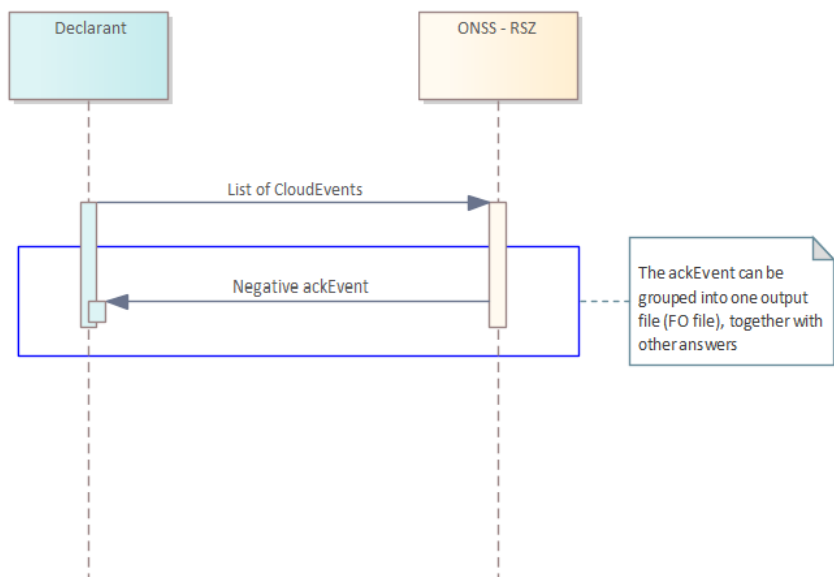 Declarant
ONSS - RSZ
List of CloudEvents
Negative ackEvent
The ackEvent can be
grouped into one output
file (FO file), together with
other answers